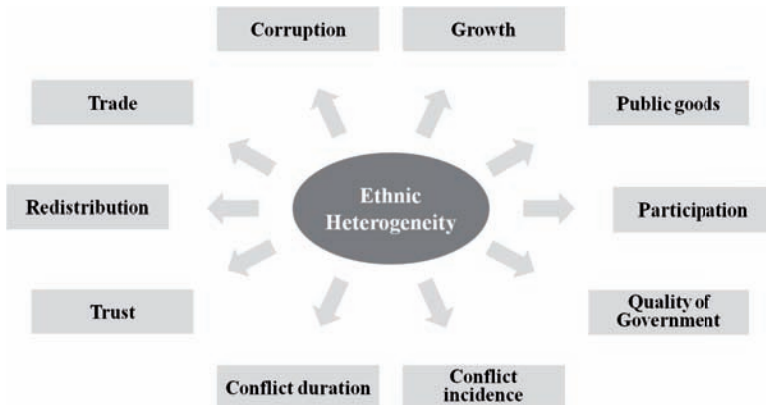 Corruption
Growth
Trade
Public goods
Ethnic
Heterogeneity
Redistribution
Participation
Trust
Quality of
Government
Conflict duration
Conflict
incidence